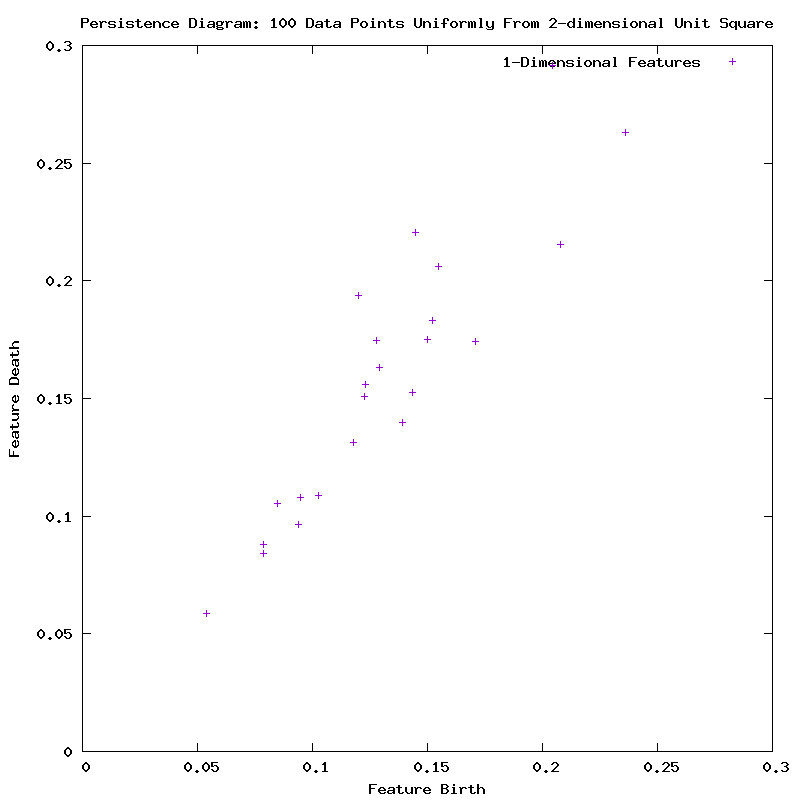 Persistence Diagram: 100 Data Points Uniformly From 2-dimensional Unit Square
0.3
1-Dimensional Features
0.25
0.2
Feature Death
0.15
0.1
0.05
0
0 0.05 0.1 0.15 0.2 0.25 0.3
Feature Birth